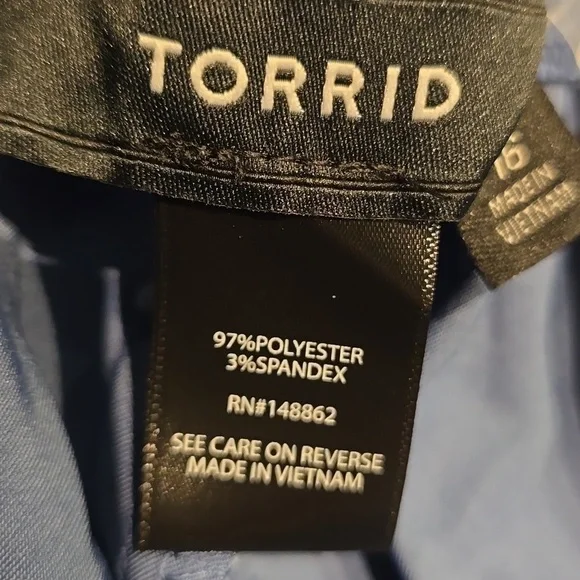 TORRID
16
MADE IN
VIETNAM
97%POLYESTER
3%SPANDEX
RN#148862
SEE CARE ON REVERSE
MADE IN VIETNAM